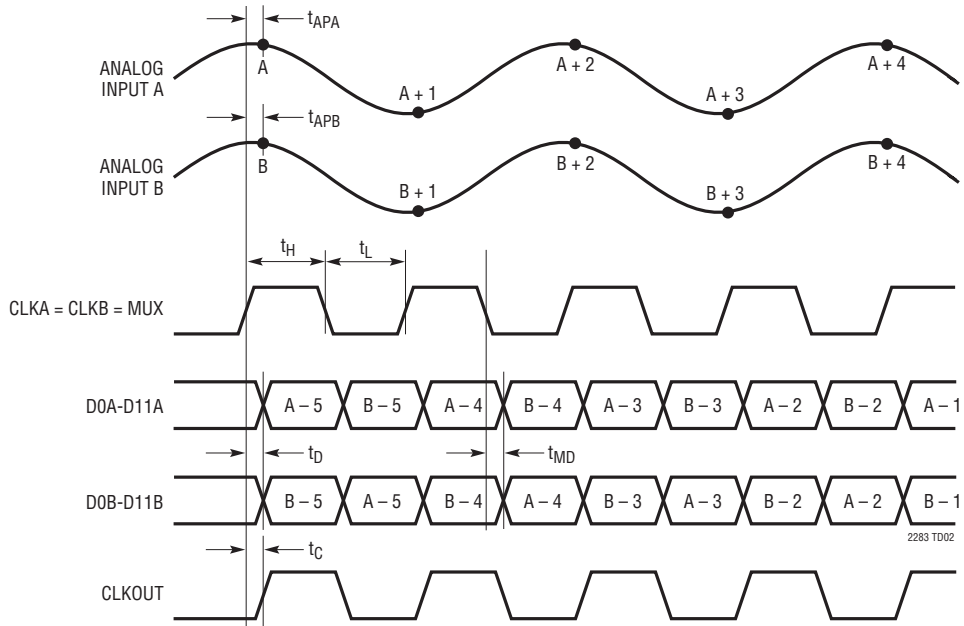 tAPA
ANALOG
INPUT A
A
A + 1
A + 2
A + 3
A + 4
tAPB
ANALOG
INPUT B
B
B + 1
B + 2
B + 3
B + 4
tH
tL
CLKA = CLKB = MUX
D0A-D11A
A – 5
B – 5
A – 4
B – 4
A – 3
B – 3
A – 2
B – 2
A – 1
tD
tMD
D0B-D11B
B – 5
A – 5
B – 4
A – 4
B – 3
A – 3
B – 2
A – 2
B – 1
2283 TD02
tC
CLKOUT